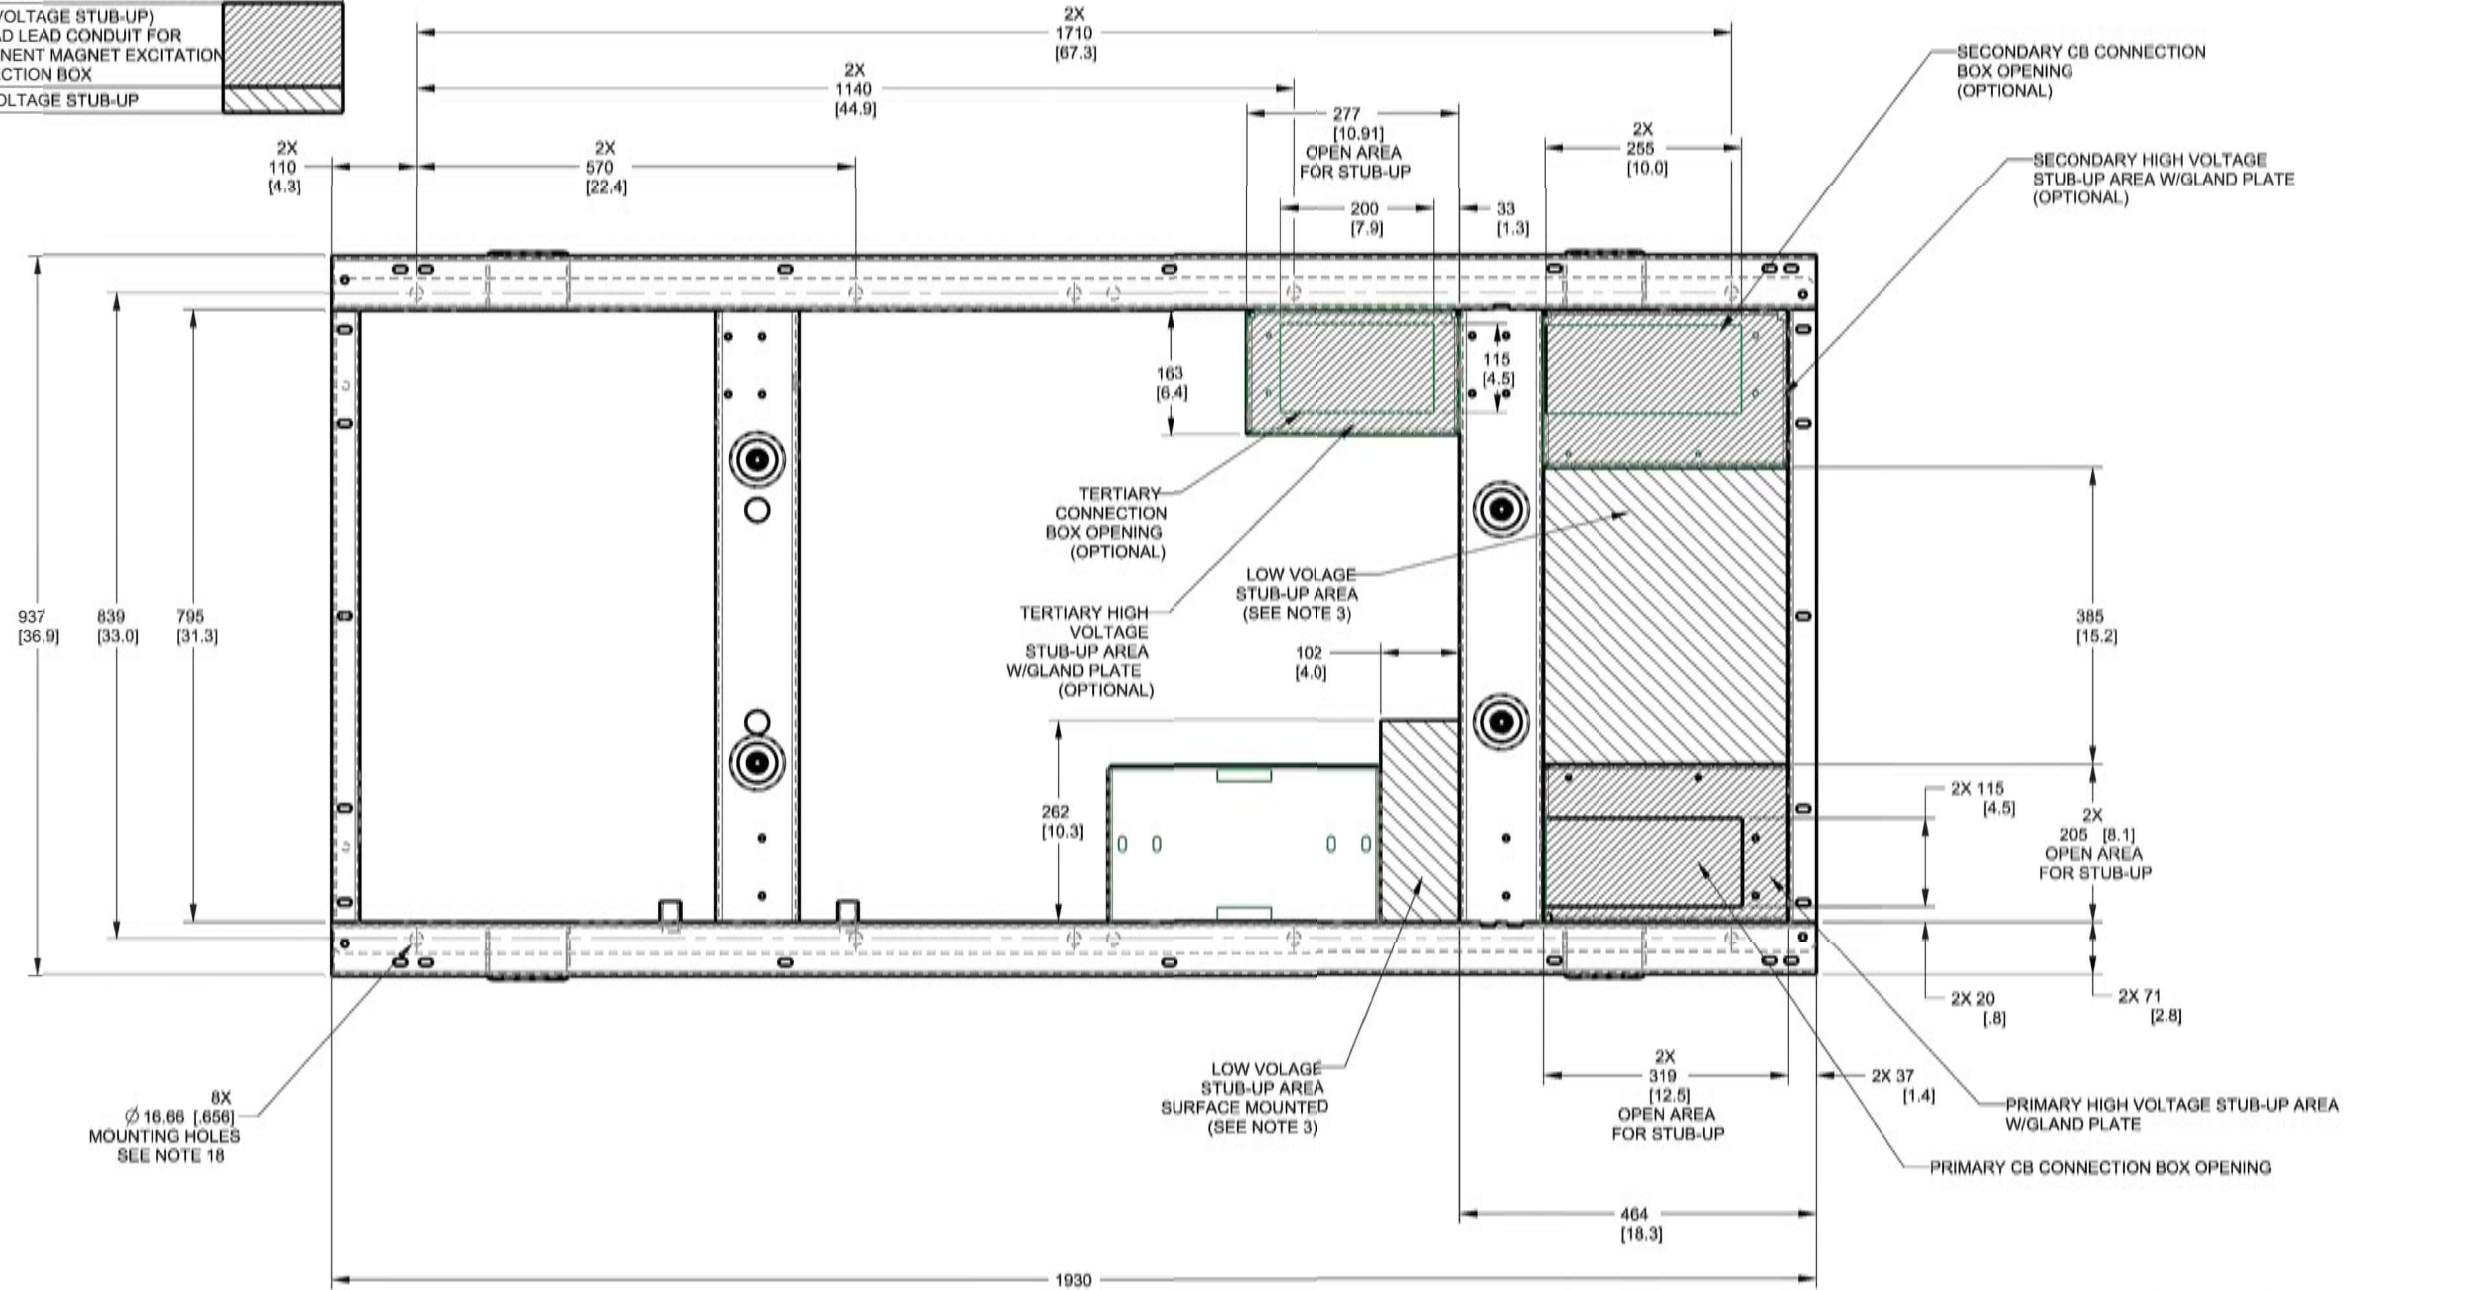 VOLTAGE STUB-UP)
AD LEAD CONDUIT FOR
NENT MAGNET EXCITATION
CTION BOX
OLTAGE STUB-UP
2X
1710
[67.3]
2X
1140
[44.9]
2X
110
[4.3]
2X
570
[22.4]
277
[10.91]
OPEN AREA
FOR STUB-UP
200
[7.9]
33
[1.3]
2X
255
[10.0]
SECONDARY CB CONNECTION
BOX OPENING
(OPTIONAL)
SECONDARY HIGH VOLTAGE
STUB-UP AREA W/GLAND PLATE
(OPTIONAL)
163
[6.4]
115
[4.5]
TERTIARY
CONNECTION
BOX OPENING
(OPTIONAL)
LOW VOLAGE
STUB-UP AREA
(SEE NOTE 3)
TERTIARY HIGH
VOLTAGE
STUB-UP AREA
W/GLAND PLATE
(OPTIONAL)
937
[36.9]
839
[33.0]
795
[31.3]
102
[4.0]
385
[15.2]
262
[10.3]
2X 115
[4.5]
2X
205 [8.1]
OPEN AREA
FOR STUB-UP
2X 20
[.8]
2X 71
[2.8]
8X
Ø 16.66 [.656]
MOUNTING HOLES
SEE NOTE 18
LOW VOLAGE
STUB-UP AREA
SURFACE MOUNTED
(SEE NOTE 3)
2X
319
[12.5]
OPEN AREA
FOR STUB-UP
2X 37
[1.4]
PRIMARY HIGH VOLTAGE STUB-UP AREA
W/GLAND PLATE
PRIMARY CB CONNECTION BOX OPENING
464
[18.3]
1930